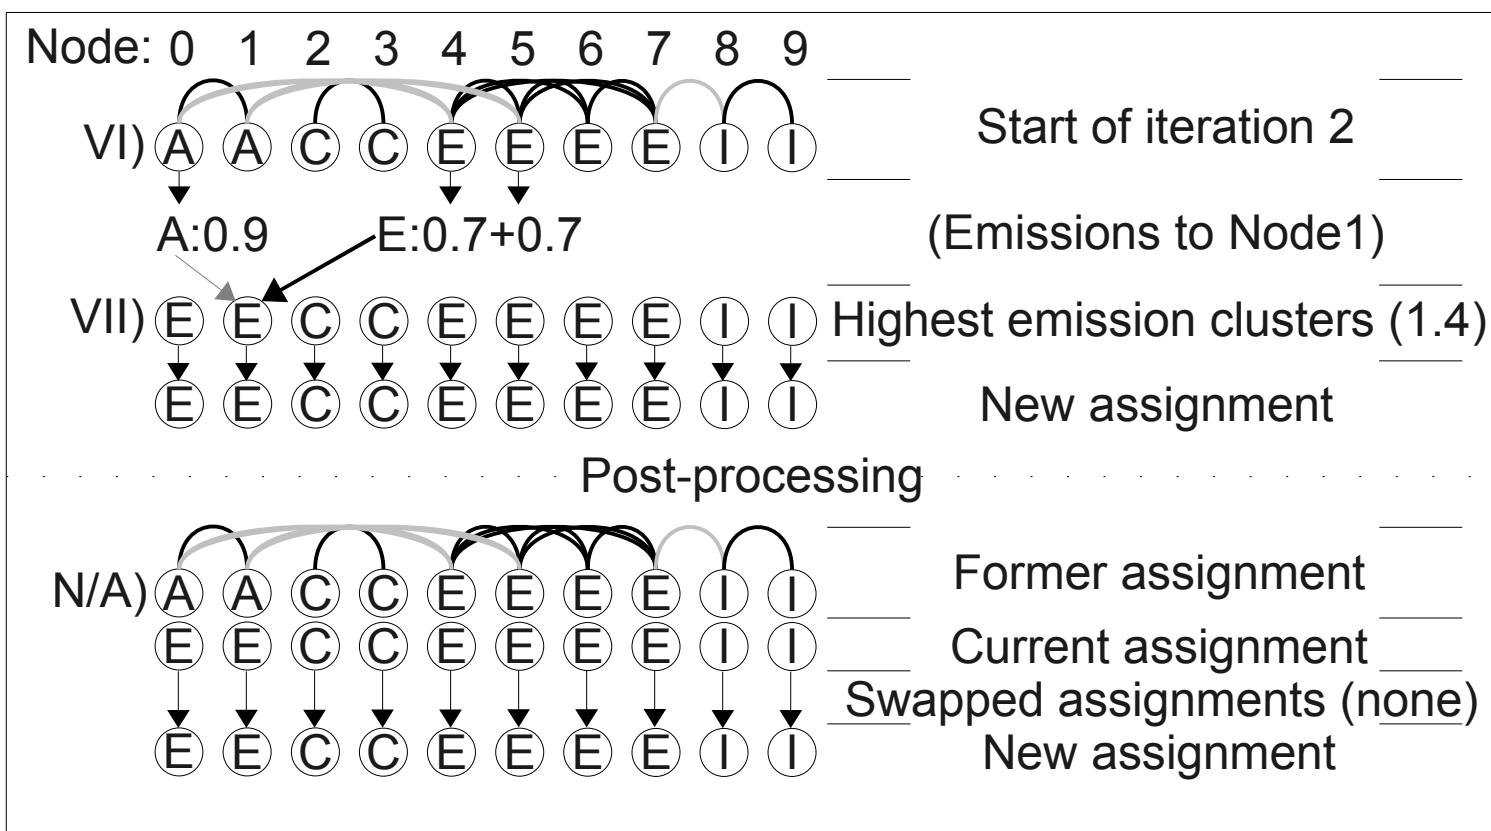 Node: 0 1 2 3 4 5 6 7 8 9
VI) A A C C E E E E I I Start of iteration 2
A:0.9 E:0.7+0.7 (Emissions to Node1)
VII) E E C C E E E E I I Highest emission clusters (1.4)
E E C C E E E E I I New assignment
Post-processing
N/A) A A C C E E E E I I Former assignment
E E C C E E E E I I Current assignment
Swapped assignments (none)
E E C C E E E E I I New assignment